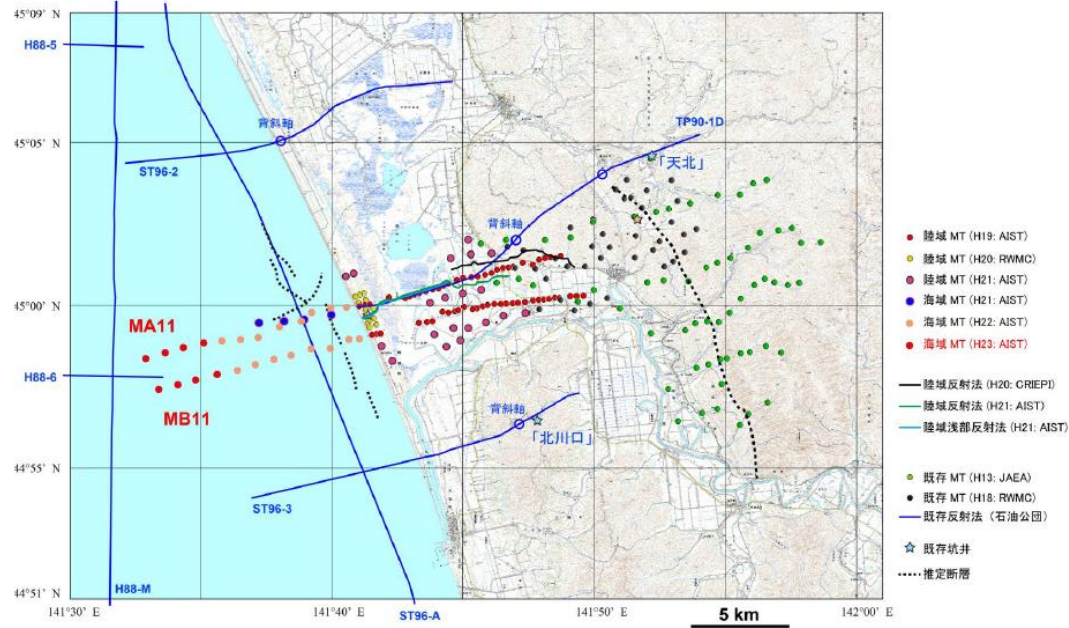 45°09' N
45°05' N
45°00' N
44°55' N
44°51' N
141°30' E
141°40' E
141°50' E
142°00' E
H88-5
背斜軸
ST96-2
TP90-1D
「天北」
背斜軸
MA11
H88-6
MB11
背斜軸
「北川口」
ST96-3
H88-M
ST96-A
5 km
陸域 MT (H19: AIST)
陸域 MT (H20: RWMC)
陸域 MT (H21: AIST)
海域 MT (H21: AIST)
海域 MT (H22: AIST)
海域 MT (H23: AIST)
陸域反射法 (H20: CRIEPI)
陸域反射法 (H21: AIST)
陸域浅部反射法 (H21: AIST)
既存 MT (H13: JAEA)
既存 MT (H18: RWMC)
既存反射法 (石油公団)
既存坑井
推定断層